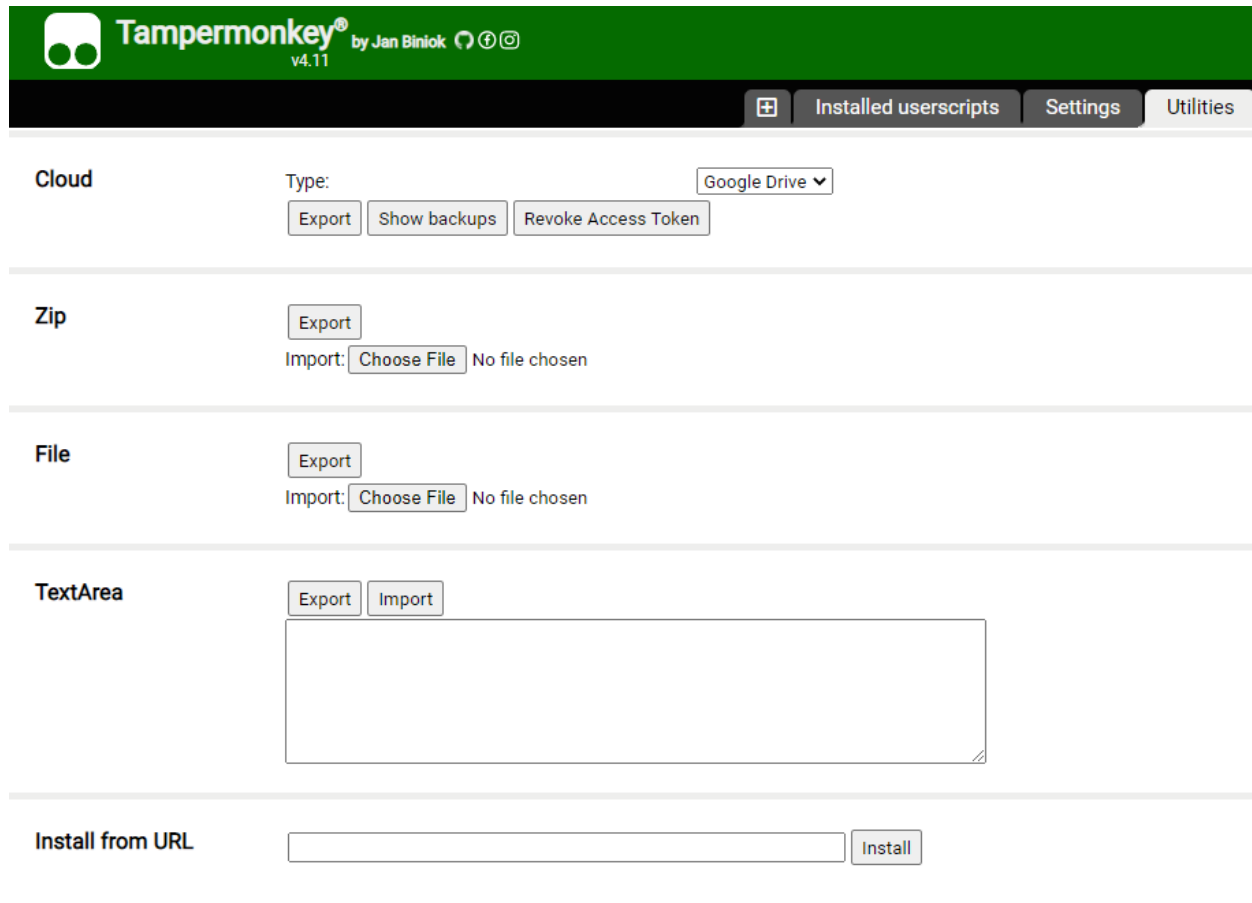 Tampermonkey® by Jan Biniok
v4.11
Installed userscripts Settings Utilities
Cloud Type: Google Drive
Export Show backups Revoke Access Token
Zip Export
Import: Choose File No file chosen
File Export
Import: Choose File No file chosen
TextArea Export Import
Install from URL Install